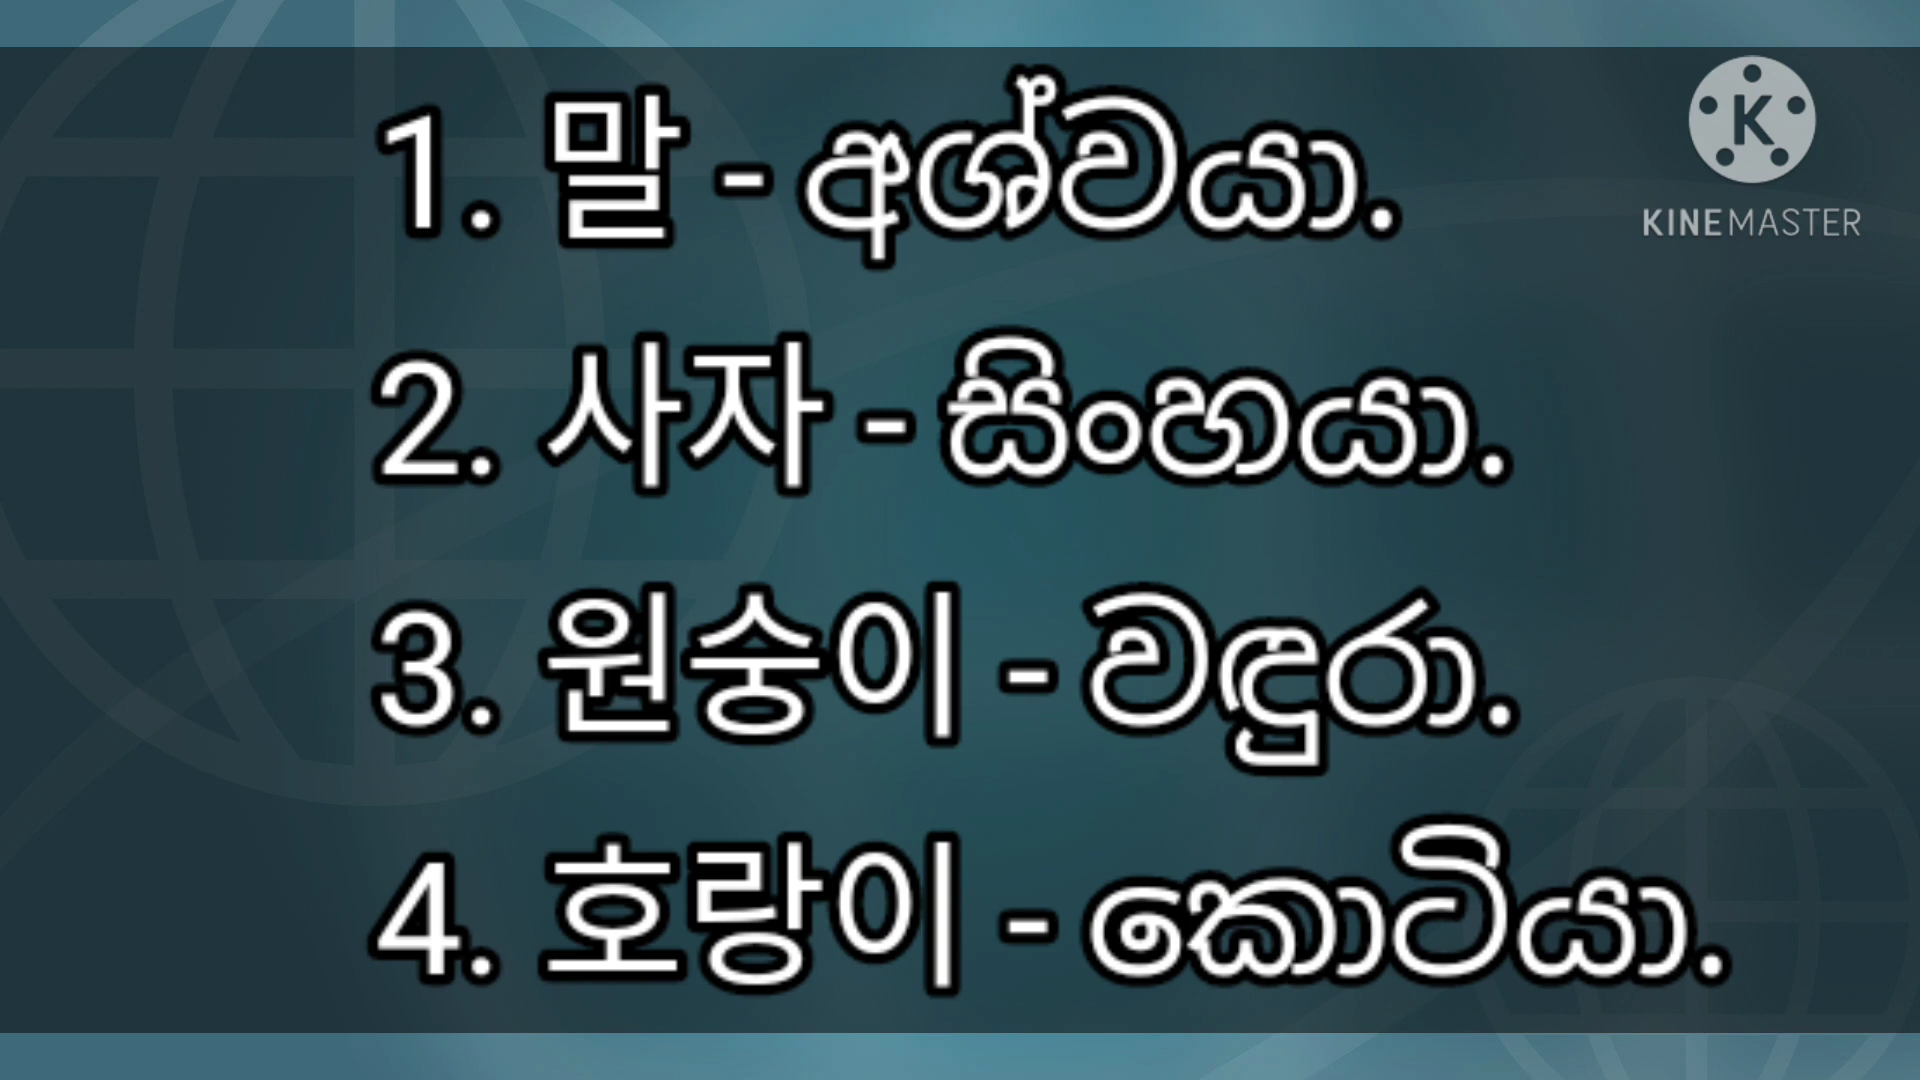 1. 말 - අශ්වයා.
KINEMASTER
2. 사자 - සිංහයා.
3. 원숭이 - වඳුරා.
4. 호랑이 - කොටියා.